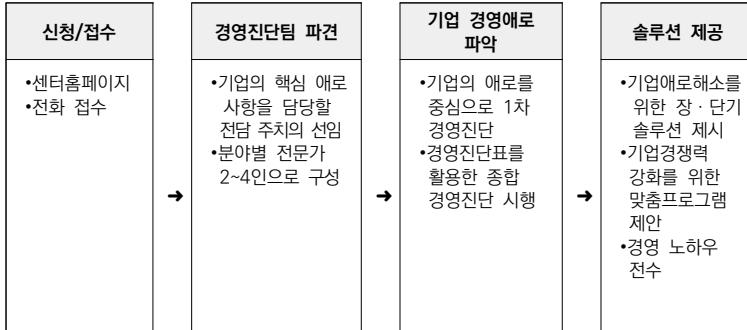 신청/접수
•센터홈페이지
•전화 접수
➜
경영진단팀 파견
•기업의 핵심 애로
사항을 담당할
전담 주치의 선임
•분야별 전문가
2~4인으로 구성
➜
기업 경영애로
파악
•기업의 애로를
중심으로 1차
경영진단
•경영진단표를
활용한 종합
경영진단 시행
➜
솔루션 제공
•기업애로해소를
위한 장 · 단기
솔루션 제시
•기업경쟁력
강화를 위한
맞춤프로그램
제안
•경영 노하우
전수